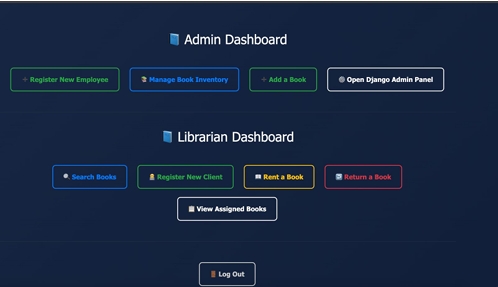 📘 Admin Dashboard
➕ Register New Employee
📚 Manage Book Inventory
➕ Add a Book
⚙️ Open Django Admin Panel
📘 Librarian Dashboard
🔍 Search Books
🧑‍💼 Register New Client
📖 Rent a Book
🔄 Return a Book
📋 View Assigned Books
🚪 Log Out